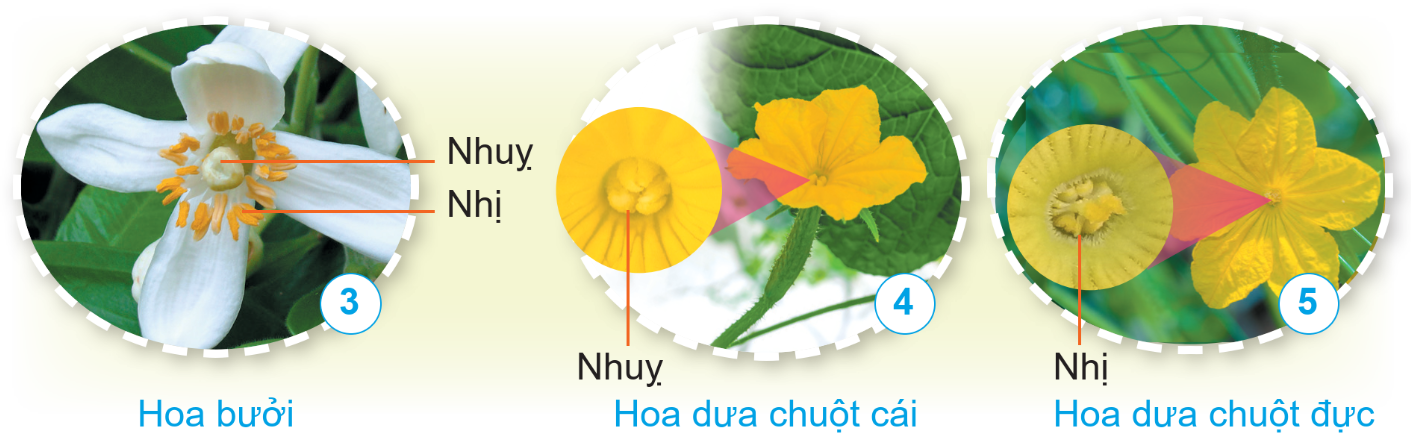 Nhuỵ
Nhị
3
4
5
Nhuỵ
Nhị
Hoa bưởi
Hoa dưa chuột cái
Hoa dưa chuột đực